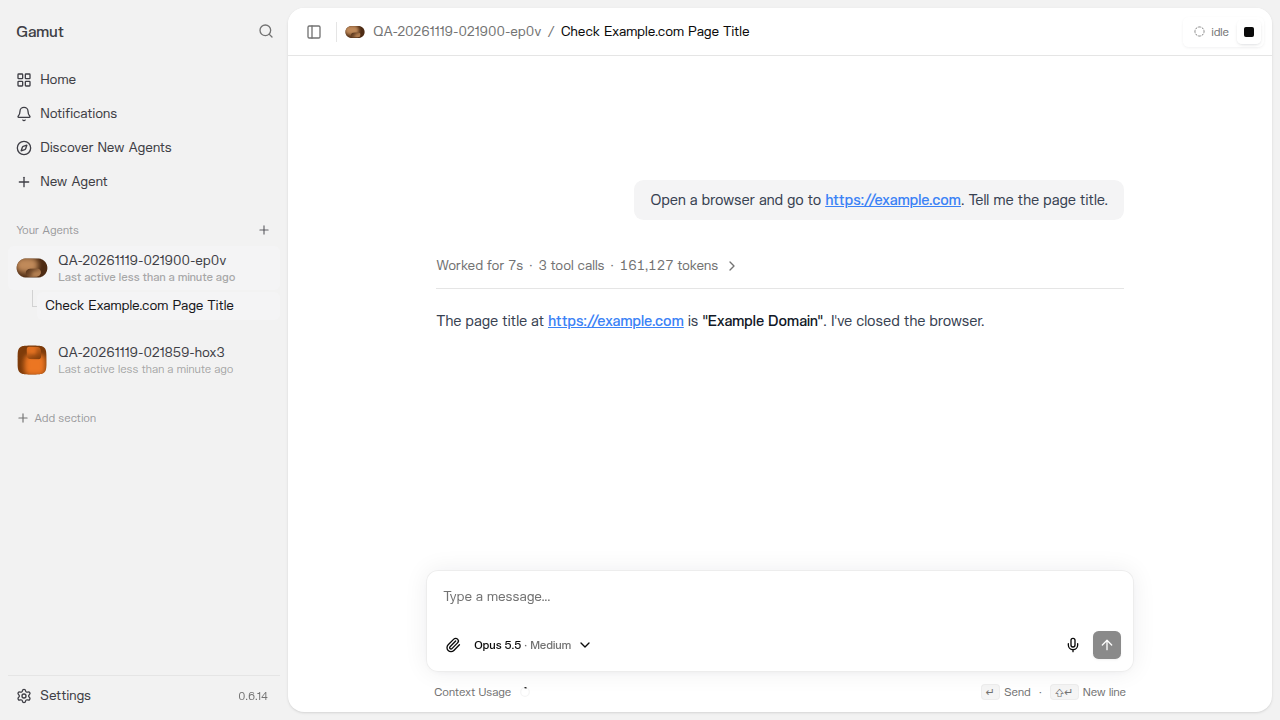 Gamut
Home
Notifications
Discover New Agents
New Agent
Your Agents
QA-20261119-021900-ep0v
Last active less than a minute ago
Check Example.com Page Title
QA-20261119-021859-hox3
Last active less than a minute ago
Add section
Settings
0.6.14
QA-20261119-021900-ep0v / Check Example.com Page Title
idle
Open a browser and go to https://example.com. Tell me the page title.
Worked for 7s · 3 tool calls · 161,127 tokens
The page title at https://example.com is "Example Domain". I've closed the browser.
Type a message...
Opus 5.5 · Medium
Context Usage
Send · New line